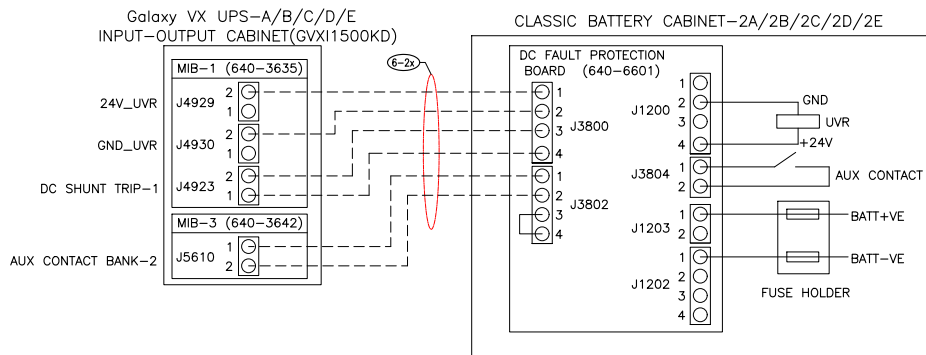 Galaxy VX UPS-A/B/C/D/E
INPUT-OUTPUT CABINET(GVXI1500KD)
MIB-1 (640-3635)
24V_UVR
J4929
2
1
GND_UVR
J4930
2
1
DC SHUNT TRIP-1
J4923
2
1
MIB-3 (640-3642)
AUX CONTACT BANK-2
J5610
1
2
6-2x
CLASSIC BATTERY CABINET-2A/2B/2C/2D/2E
DC FAULT PROTECTION
BOARD (640-6601)
J3800
1
2
3
4
J3802
1
2
3
4
J1200
1
2
3
4
GND
UVR
+24V
J3804
1
2
AUX CONTACT
J1203
1
2
BATT+VE
J1202
1
2
3
4
BATT-VE
FUSE HOLDER